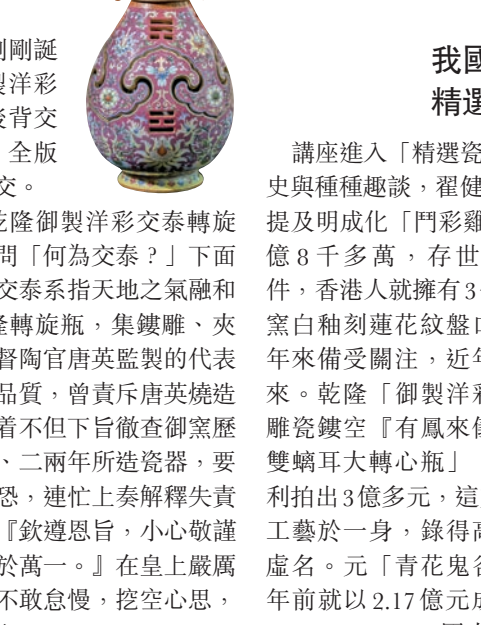 剛剛誕
製洋彩
後背交
全版
交。
乾隆御製洋彩交泰轉旋
問「何為交泰？」下面
交泰系指天地之氣融和
隆轉旋瓶，集鏤雕、夾
督陶官唐英監製的代表
品質，曾責斥唐英燒造
着不但下旨徹查御窯歷
、二兩年所造瓷器，要
恐，連忙上奏解釋失責
『欽遵恩旨，小心敬謹
於萬一。』在皇上嚴厲
不敢怠慢，挖空心思，
我國
精選
講座進入「精選瓷
史與種種趣談，翟健
提及明成化「鬥彩雞
億8千多萬，存世
件，香港人就擁有3
窯白釉刻蓮花紋盤口
年來備受關注，近年
來。乾隆「御製洋彩
雕瓷鏤空『有鳳來儀
雙螭耳大轉心瓶」
利拍出3億多元，這
工藝於一身，錄得高
虛名。元「青花鬼谷
年前就以2.17億元成